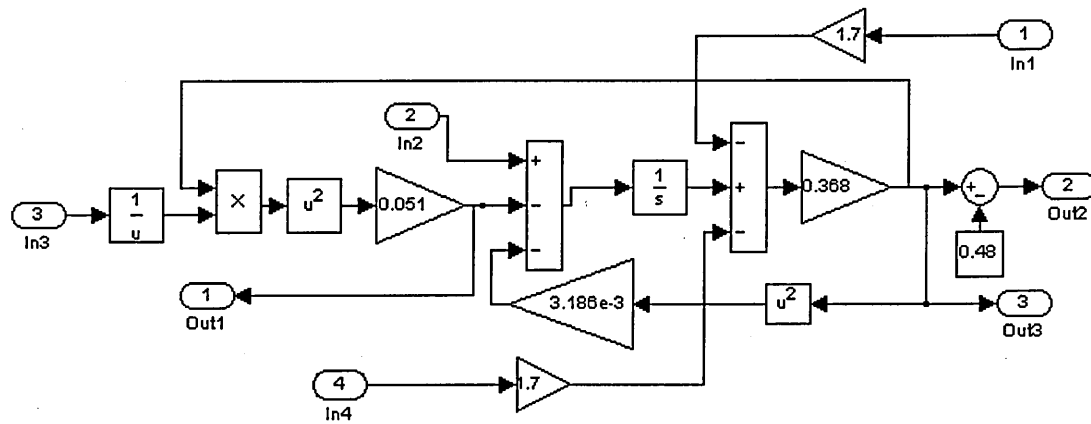 1.7
1
In1
2
In2
+
-
-
1
s
-
+
-
0.368
+
-
2
Out2
0.48
3
In3
1
u
×
u²
0.051
1
Out1
3.186e-3
u²
3
Out3
4
In4
1.7